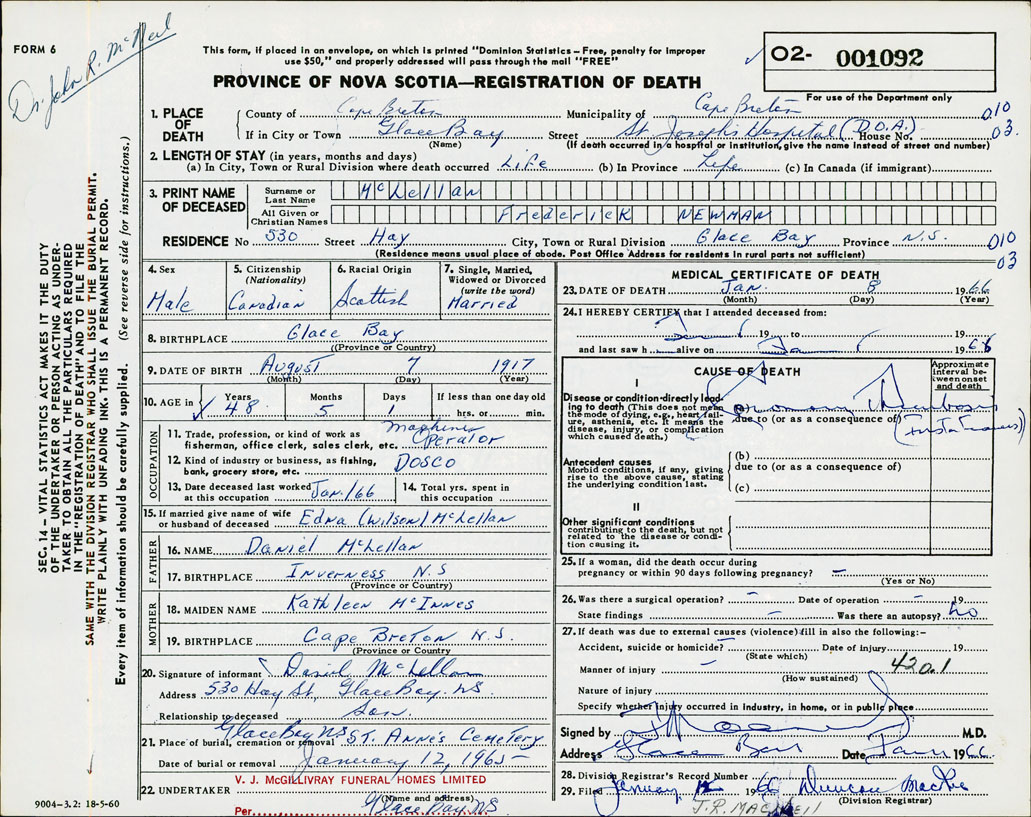 FORM 6
Dr. John R. McNeil
This form, if placed in an envelope, on which is printed "Dominion Statistics – Free, penalty for improper
use $50," and properly addressed will pass through the mail "FREE"
PROVINCE OF NOVA SCOTIA—REGISTRATION OF DEATH
O2- 001092
For use of the Department only
SEC. 14 – VITAL STATISTICS ACT MAKES IT THE DUTY
OF THE UNDERTAKER OR PERSON ACTING AS UNDER-
TAKER TO OBTAIN ALL THE PARTICULARS REQUIRED
IN THE "REGISTRATION OF DEATH" AND TO FILE THE
SAME WITH THE DIVISION REGISTRAR WHO SHALL ISSUE THE BURIAL PERMIT.
WRITE PLAINLY WITH UNFADING INK. THIS IS A PERMANENT RECORD.
Every item of information should be carefully supplied. (See reverse side for instructions.)
1. PLACE OF DEATH
County of Cape Breton Municipality of Cape Breton 010
If in City or Town Glace Bay Street St. Joseph's Hospital (D.O.A.) House No. 03
(Name) (If death occurred in a hospital or institution, give the name instead of street and number)
2. LENGTH OF STAY (in years, months and days)
(a) In City, Town or Rural Division where death occurred Life (b) In Province Life (c) In Canada (if immigrant)
3. PRINT NAME OF DECEASED
Surname or Last Name McLellan
All Given or Christian Names Frederick NEWMAN
RESIDENCE No 530 Street Hay City, Town or Rural Division Glace Bay Province N.S. 010
(Residence means usual place of abode. Post Office Address for residents in rural parts not sufficient) 03
4. Sex Male
5. Citizenship (Nationality) Canadian
6. Racial Origin Scottish
7. Single, Married, Widowed or Divorced (write the word) Married
8. BIRTHPLACE Glace Bay
(Province or Country)
9. DATE OF BIRTH August 7 1917
(Month) (Day) (Year)
10. AGE in Years 48 Months 5 Days 1 If less than one day old hrs. or min.
OCCUPATION
11. Trade, profession, or kind of work as fisherman, office clerk, sales clerk, etc. Machine Operator
12. Kind of industry or business, as fishing, bank, grocery store, etc. DOSCO
13. Date deceased last worked at this occupation Jan./66
14. Total yrs. spent in this occupation
15. If married give name of wife or husband of deceased Edna (Wilson) McLellan
FATHER
16. NAME Daniel McLellan
17. BIRTHPLACE Inverness N.S
(Province or Country)
MOTHER
18. MAIDEN NAME Kathleen McInnes
19. BIRTHPLACE Cape Breton N.S.
(Province or Country)
20. Signature of informant David McLellan
Address 530 Hay St, Glace Bay. NS
Relationship to deceased Son.
21. Place of burial, cremation or removal Glace Bay NS ST. Anne's Cemetery
Date of burial or removal January 12, 1965
22. UNDERTAKER V. J. McGILLIVRAY FUNERAL HOMES LIMITED
(Name and address)
Per Glace Bay, NS
9004-3.2: 18-5-60
MEDICAL CERTIFICATE OF DEATH
23. DATE OF DEATH Jan. 8 1966
(Month) (Day) (Year)
24. I HEREBY CERTIFY that I attended deceased from:
19 to 19
and last saw h alive on 1966
CAUSE OF DEATH
Approximate interval between onset and death
I
Disease or condition directly leading to death (This does not mean the mode of dying, e.g., heart failure, asthenia, etc. It means the disease, injury, or complication which caused death.)
due to (or as a consequence of)
Antecedent causes
Morbid conditions, if any, giving rise to the above cause, stating the underlying condition last.
(b)
due to (or as a consequence of)
(c)
II
Other significant conditions
contributing to the death, but not related to the disease or condition causing it.
25. If a woman, did the death occur during pregnancy or within 90 days following pregnancy? –
(Yes or No)
26. Was there a surgical operation? – Date of operation – 19
State findings – Was there an autopsy? no
27. If death was due to external causes (violence) fill in also the following:–
Accident, suicide or homicide? – Date of injury 19
(State which)
Manner of injury – 420.1
(How sustained)
Nature of injury
Specify whether injury occurred in industry, in home, or in public place
Signed by M.D.
Address Glace Bay Date 1966
28. Division Registrar's Record Number
29. Filed January 12 1966 Duncan MacRae
(Division Registrar)
J.R. MACNEIL